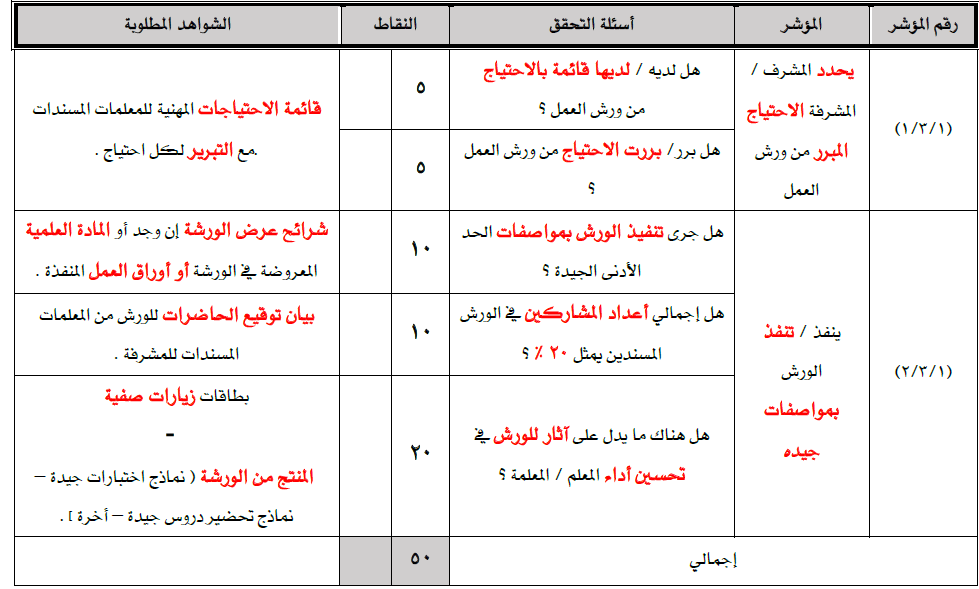 رقم المؤشر
المؤشر
أسئلة التحقق
النقاط
الشواهد المطلوبة
(١/٣/١)
يحدد المشرف /
المشرفة الاحتياج
المبرر من ورش
العمل
هل لديه / لديها قائمة بالاحتياج
من ورش العمل ؟
٥
قائمة الاحتياجات المهنية للمعلمات المسندات
مع التبرير لكل احتياج .
هل برر/ بررت الاحتياج من ورش العمل
؟
٥
(٢/٣/١)
ينفذ / تنفذ
الورش
بمواصفات
جيده
هل جرى تنفيذ الورش بمواصفات الحد
الأدنى الجيدة ؟
١٠
شرائح عرض الورشة إن وجد أو المادة العلمية
المعروضة في الورشة أو أوراق العمل المنفذة .
هل إجمالي أعداد المشاركين في الورش
المسندين يمثل ٢٠ ٪ ؟
١٠
بيان توقيع الحاضرات للورش من المعلمات
المسندات للمشرفة .
هل هناك ما يدل على آثار للورش في
تحسين أداء المعلم / المعلمة ؟
٢٠
بطاقات زيارات صفية
-
المنتج من الورشة ( نماذج اختبارات جيدة –
نماذج تحضير دروس جيدة – أخرة ] .
إجمالي
٥٠